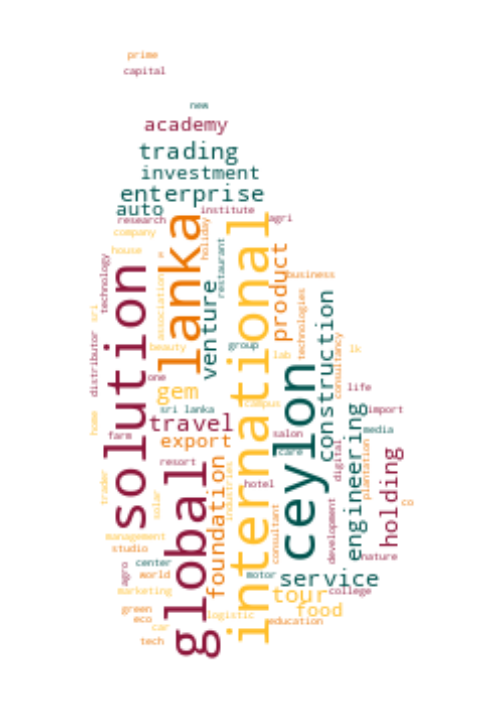 prime
capital
new
academy
trading
investment
enterprise
auto
institute
research
agri
company
holiday
lanka
international
house
restaurant
product
technology
solution
association
venture
business
sri
technologies
construction
distributor
beauty
group
lab
lk
consultancy
one
gem
ceylon
life
sri lanka
campus
engineering
import
home
travel
media
farm
export
salon
care
digital
plantation
holding
resort
global
foundation
industries
trader
solar
hotel
co
consultant
development
management
studio
nature
center
agro
world
motor
service
marketing
tour
college
green
food
eco
logistic
education
car
tech